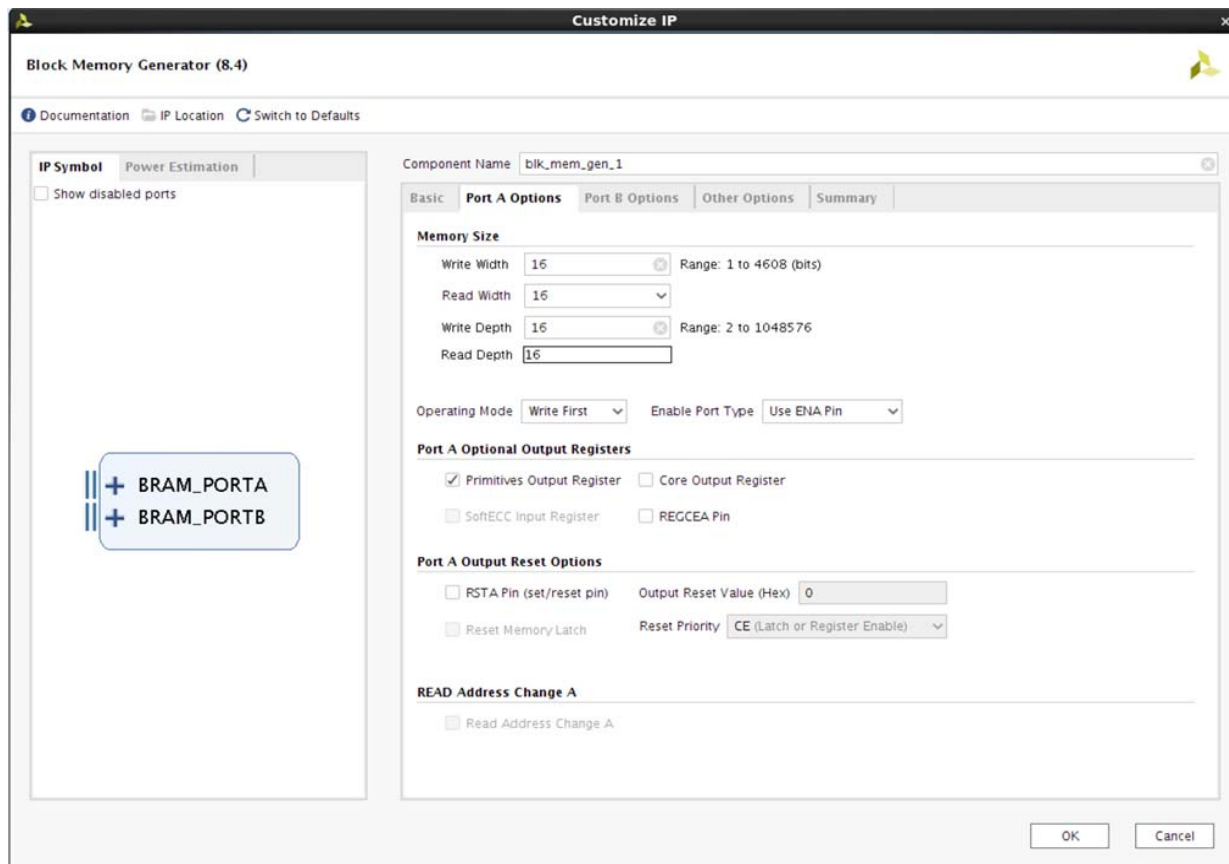 Customize IP
Block Memory Generator (8.4)
Documentation IP Location Switch to Defaults
IP Symbol Power Estimation
Show disabled ports
BRAM_PORTA
BRAM_PORTB
Component Name blk_mem_gen_1
Basic Port A Options Port B Options Other Options Summary
Memory Size
Write Width 16 Range: 1 to 4608 (bits)
Read Width 16
Write Depth 16 Range: 2 to 1048576
Read Depth 16
Operating Mode Write First Enable Port Type Use ENA Pin
Port A Optional Output Registers
Primitives Output Register Core Output Register
SoftECC Input Register REGCEA Pin
Port A Output Reset Options
RSTA Pin (set/reset pin) Output Reset Value (Hex) 0
Reset Memory Latch Reset Priority CE (Latch or Register Enable)
READ Address Change A
Read Address Change A
OK Cancel